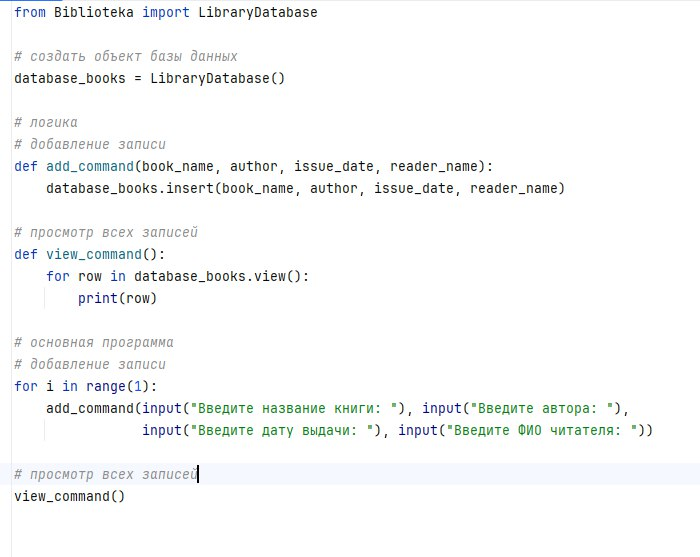 from Biblioteka import LibraryDatabase
# создать объект базы данных
database_books = LibraryDatabase()
# логика
# добавление записи
def add_command(book_name, author, issue_date, reader_name):
    database_books.insert(book_name, author, issue_date, reader_name)
# просмотр всех записей
def view_command():
    for row in database_books.view():
        print(row)
# основная программа
# добавление записи
for i in range(1):
    add_command(input("Введите название книги: "), input("Введите автора: "),
                input("Введите дату выдачи: "), input("Введите ФИО читателя: "))
# просмотр всех записей
view_command()